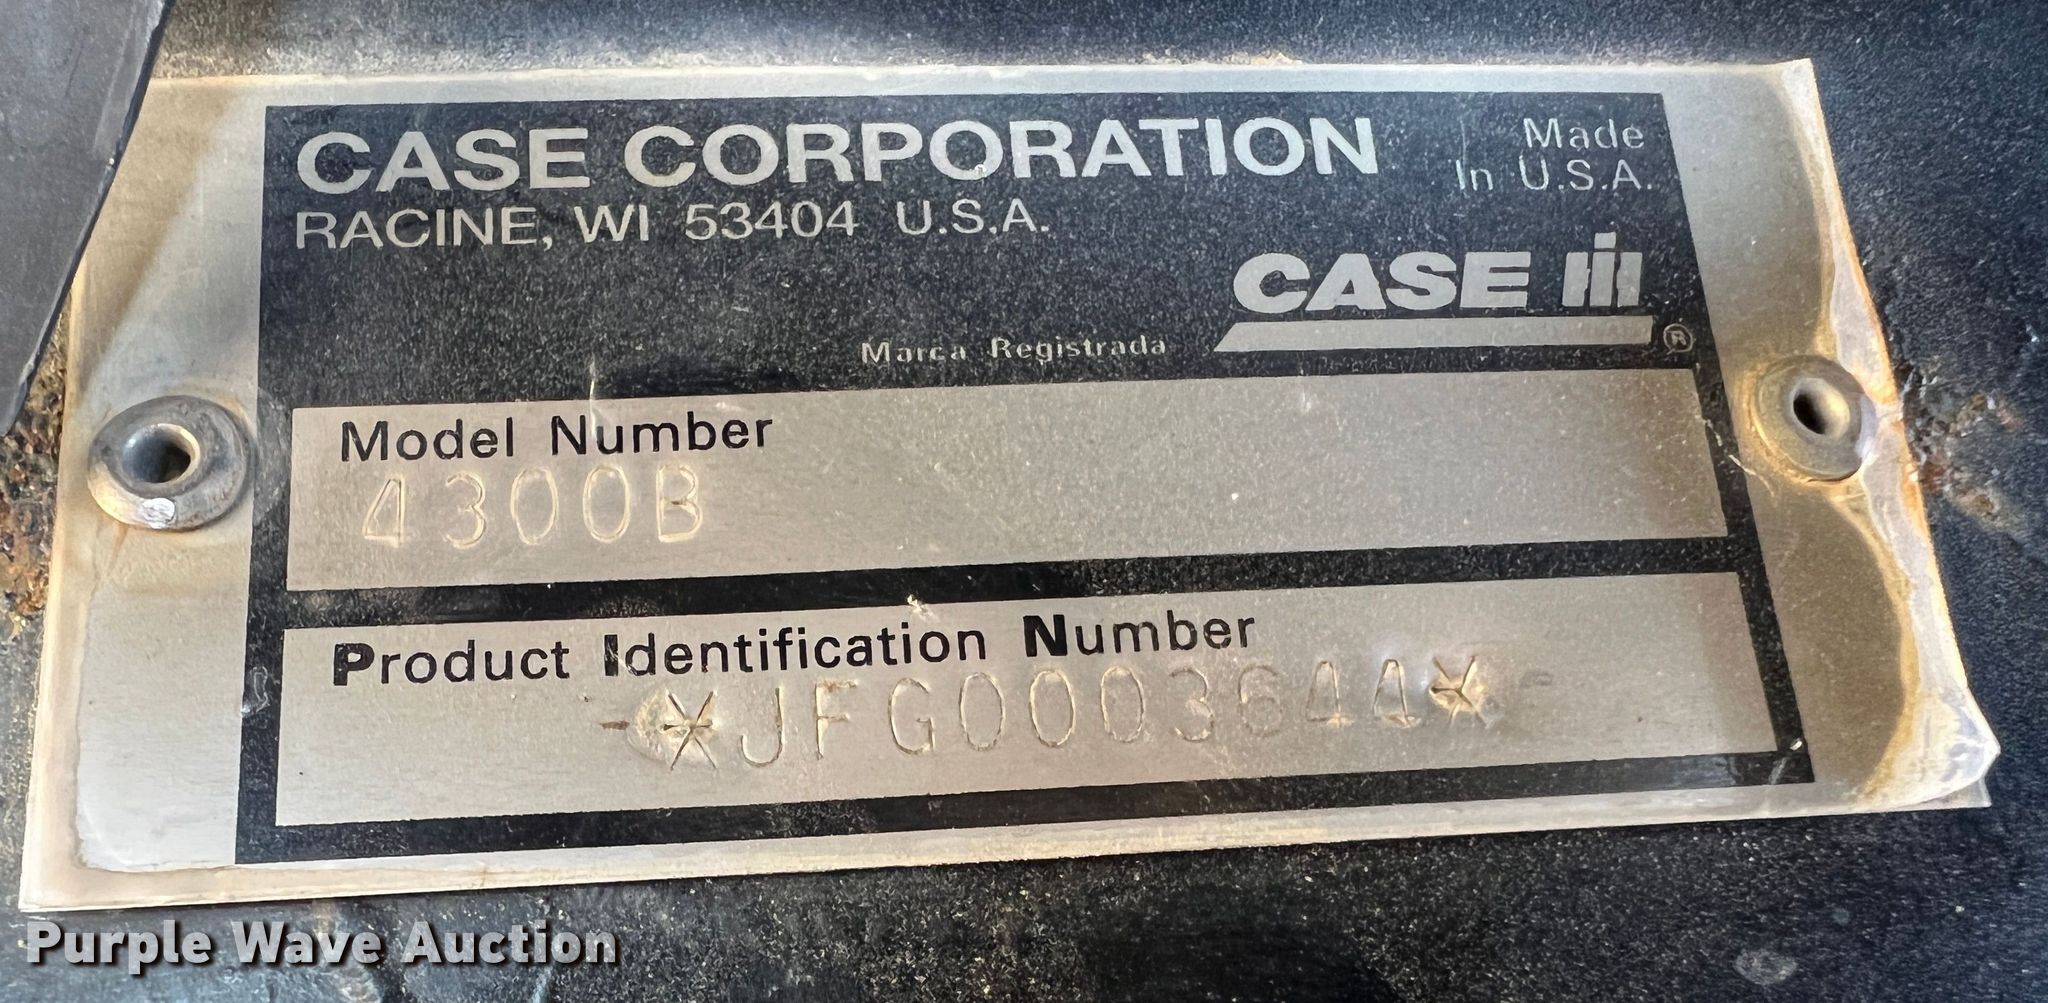 CASE CORPORATION
RACINE, WI 53404 U.S.A.
Made
In U.S.A.
CASE IH
Marca Registrada ®
Model Number
4300B
Product Identification Number
*JFG0003644*
Purple Wave Auction